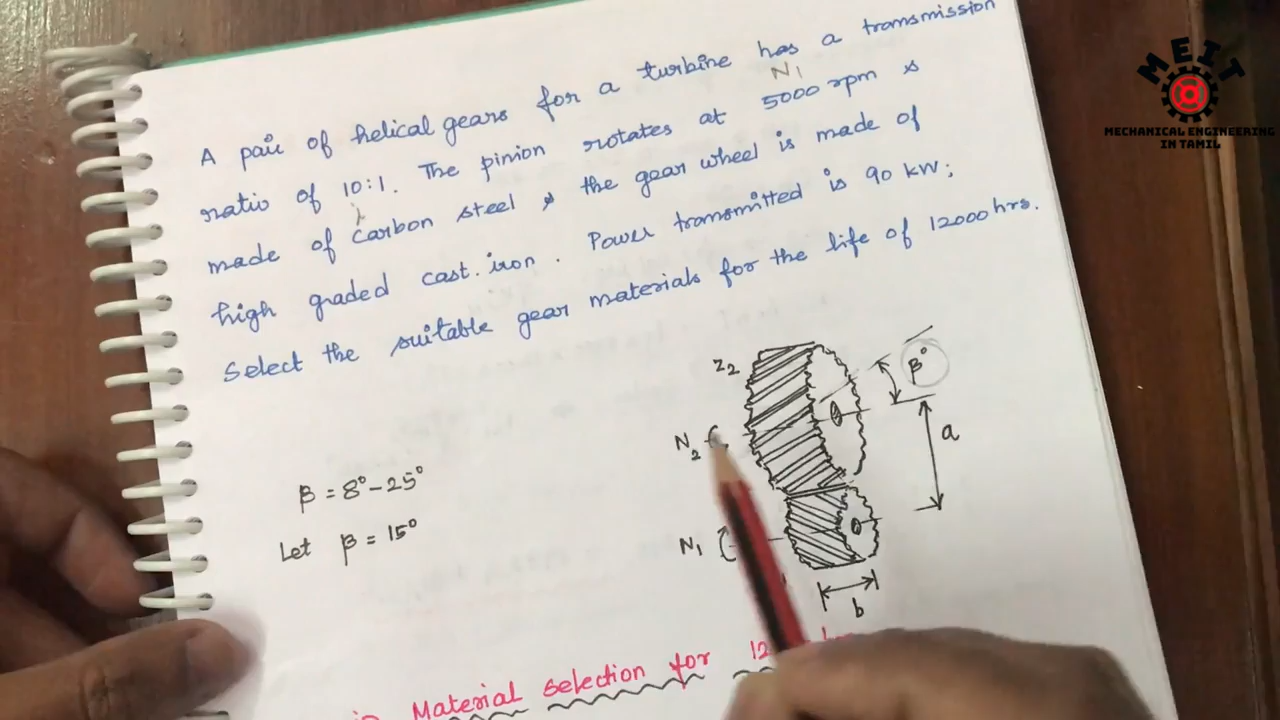 A pair of helical gears for a turbine has a transmission
N1
ratio of 10:1. The pinion rotates at 5000 rpm &
i
made of carbon steel & the gear wheel is made of
high graded cast.iron. Power transmitted is 90 kW;
Select the suitable gear materials for the life of 12000 hrs.
β = 8° - 25°
Let β = 15°
Z2
β°
N2
a
N1
b
Material selection for 12
MEIT
MECHANICAL ENGINEERING
IN TAMIL